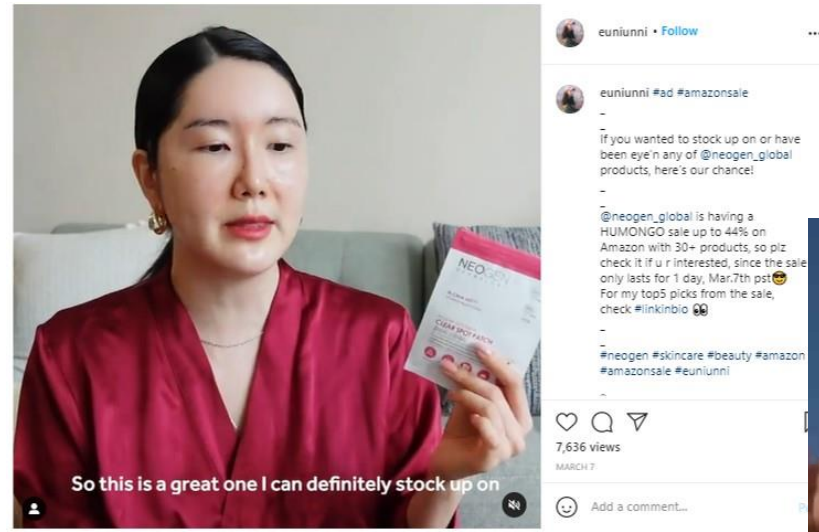 NEOGEN
CLEAR SPOT PATCH
So this is a great one I can definitely stock up on
euniunni • Follow
...
euniunni #ad #amazonsale
-
-
If you wanted to stock up on or have
been eye'n any of @neogen_global
products, here's our chance!
-
-
@neogen_global is having a
HUMONGO sale up to 44% on
Amazon with 30+ products, so plz
check it if u r interested, since the sale
only lasts for 1 day, Mar.7th pst😎
For my top5 picks from the sale,
check #linkinbio 👀
-
-
#neogen #skincare #beauty #amazon
#amazonsale #euniunni
7,636 views
MARCH 7
Add a comment...